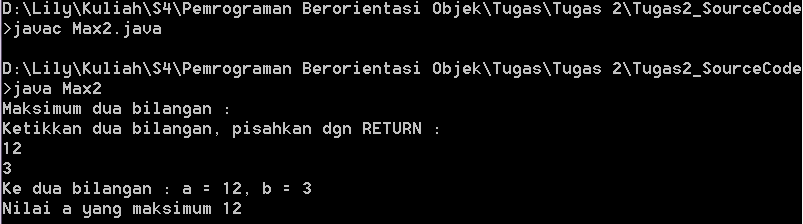 D:\Lily\Kuliah\S4\Pemrograman Berorientasi Objek\Tugas\Tugas 2\Tugas2_SourceCode
>javac Max2.java
D:\Lily\Kuliah\S4\Pemrograman Berorientasi Objek\Tugas\Tugas 2\Tugas2_SourceCode
>java Max2
Maksimum dua bilangan :
Ketikkan dua bilangan, pisahkan dgn RETURN :
12
3
Ke dua bilangan : a = 12, b = 3
Nilai a yang maksimum 12